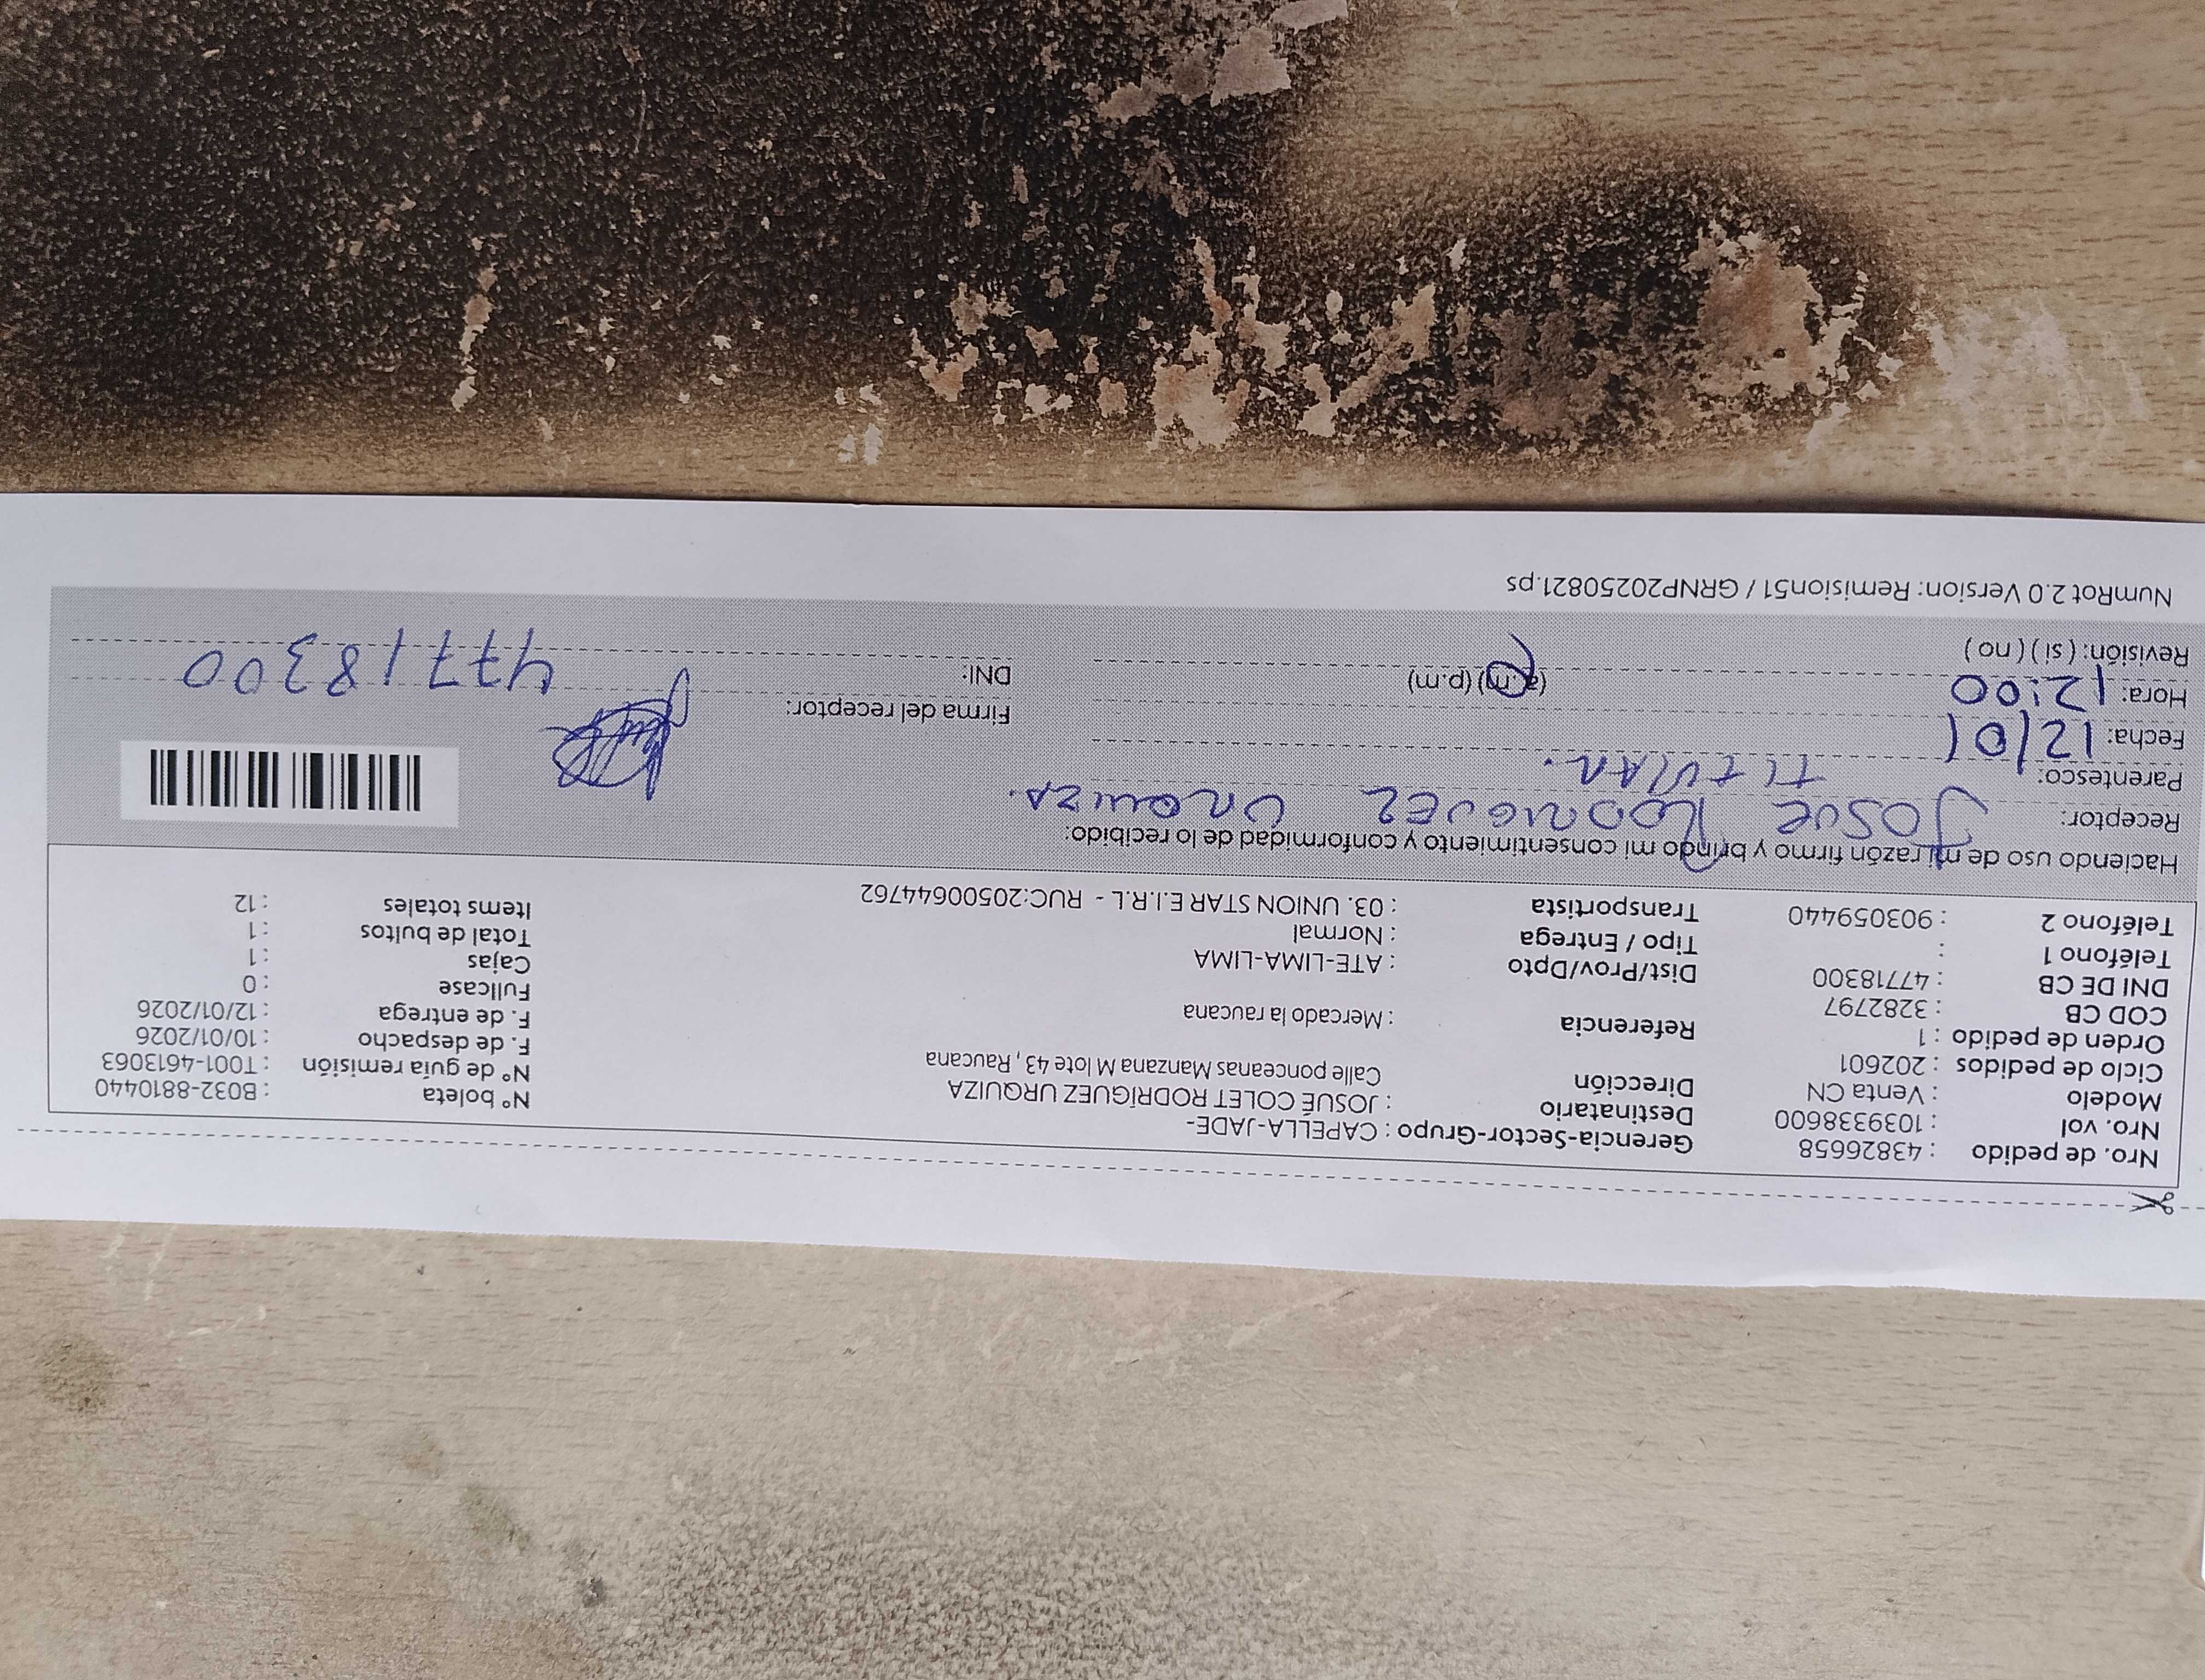 Nro. de pedido : 43826658
Nro. vol : 1039338600
Modelo : Venta CN
Ciclo de pedidos : 202601
Orden de pedido : 1
COD CB : 3282797
DNI DE CB : 47718300
Teléfono 1 :
Teléfono 2 : 903059440
Gerencia-Sector-Grupo : CAPELLA-JADE-
Destinatario : JOSUÉ COLET RODRÍGUEZ URQUIZA
Dirección Calle ponceanas Manzana M lote 43 , Raucana
Referencia : Mercado la raucana
Dist/Prov/Dpto : ATE-LIMA-LIMA
Tipo / Entrega : Normal
Transportista : 03. UNION STAR E.I.R.L - RUC:20500644762
N° boleta : B032-8810440
N° de guía remisión : T001-4613063
F. de despacho : 10/01/2026
F. de entrega : 12/01/2026
Fullcase : 0
Cajas : 1
Total de bultos : 1
Items totales : 12
Haciendo uso de mi razón firmo y brindo mi consentimiento y conformidad de lo recibido:
Receptor: JOSUE RODRIGUEZ URQUIZA.
Parentesco: TITULAR.
Fecha: 12/01
Hora: 12:00 (a.m) (p.m)
Revisión: ( si ) ( no )
Firma del receptor:
DNI: 47718300
NumRot 2.0 Version: Remision51 / GRNP20250821.ps